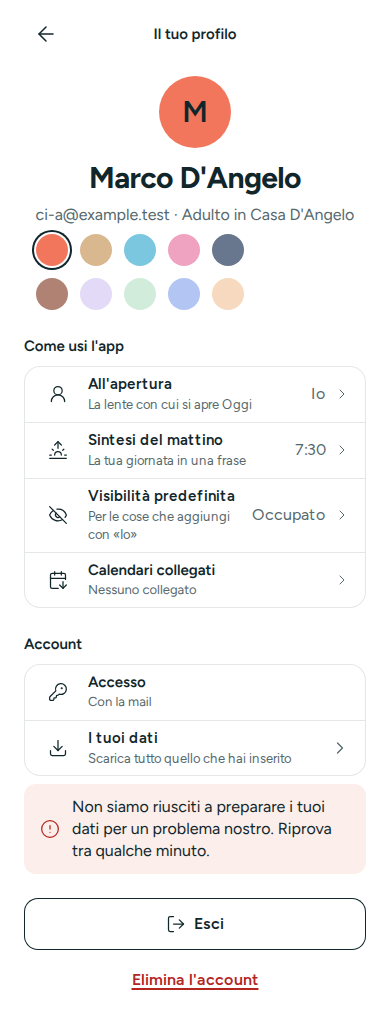 Il tuo profilo
M
Marco D'Angelo
ci-a@example.test · Adulto in Casa D'Angelo
Come usi l'app
All'apertura
La lente con cui si apre Oggi
Io
Sintesi del mattino
La tua giornata in una frase
7:30
Visibilità predefinita
Per le cose che aggiungi
con «Io»
Occupato
Calendari collegati
Nessuno collegato
Account
Accesso
Con la mail
I tuoi dati
Scarica tutto quello che hai inserito
Non siamo riusciti a preparare i tuoi
dati per un problema nostro. Riprova
tra qualche minuto.
Esci
Elimina l'account